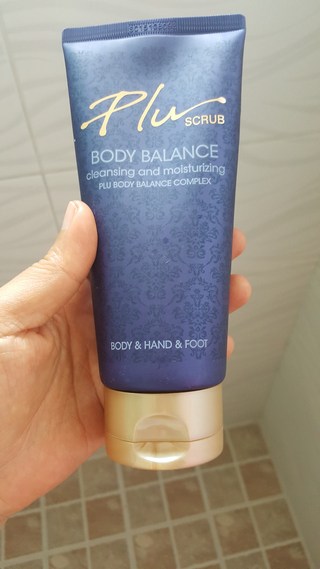 Plu
SCRUB
BODY BALANCE
cleansing and moisturizing
PLU BODY BALANCE COMPLEX
BODY & HAND & FOOT